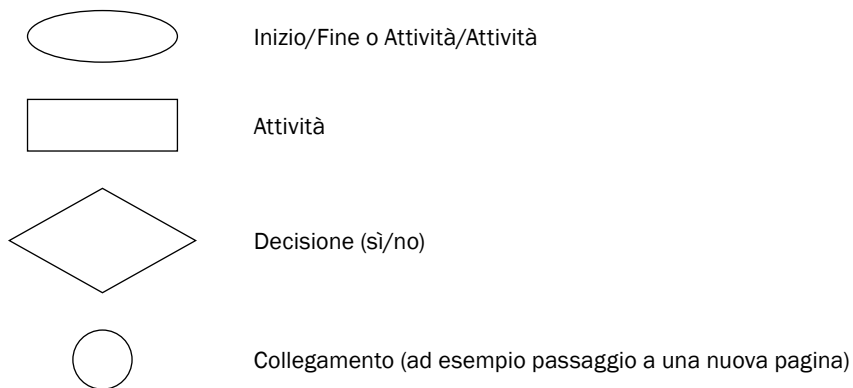 Inizio/Fine o Attività/Attività
Attività
Decisione (sì/no)
Collegamento (ad esempio passaggio a una nuova pagina)